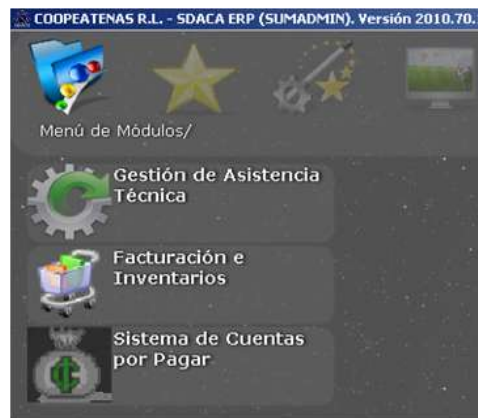 COOPEATENAS R.L. - SDACA ERP (SUMADMIN). Versión 2010.70.
Menú de Módulos/
Gestión de Asistencia
Técnica
Facturación e
Inventarios
Sistema de Cuentas
por Pagar